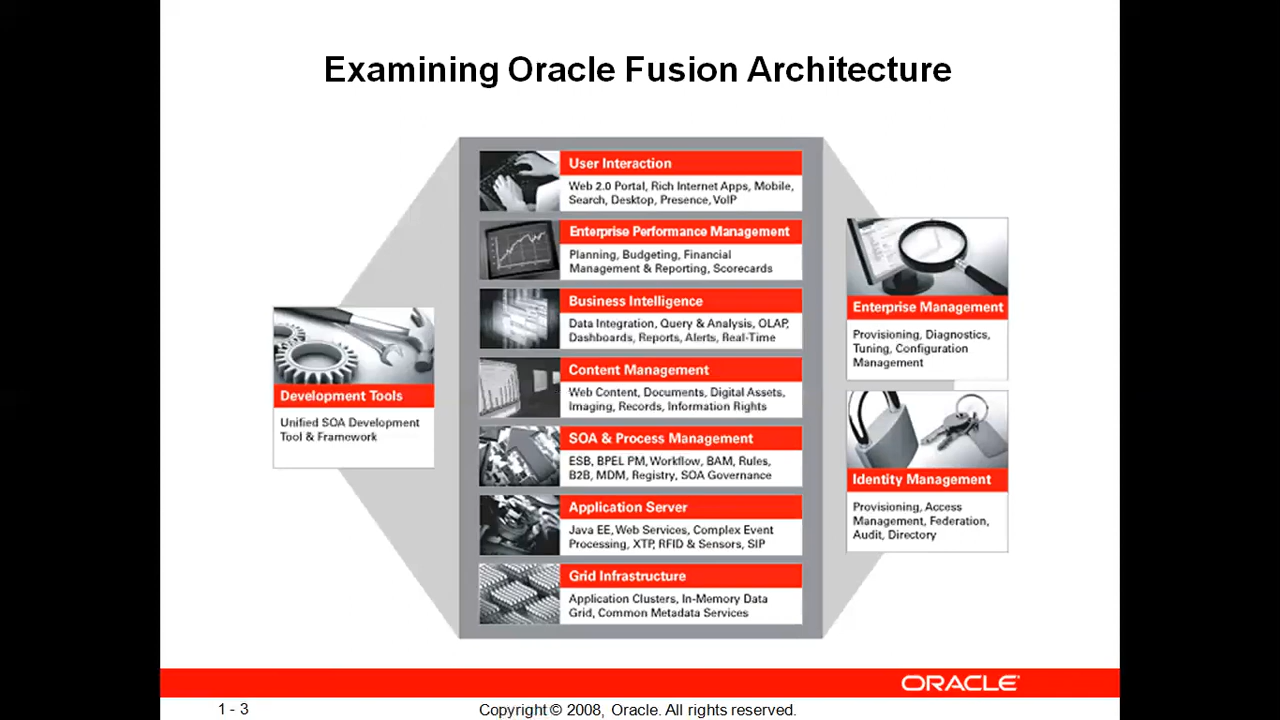 Examining Oracle Fusion Architecture
User Interaction
Web 2.0 Portal, Rich Internet Apps, Mobile,
Search, Desktop, Presence, VoIP
Enterprise Performance Management
Planning, Budgeting, Financial
Management & Reporting, Scorecards
Business Intelligence
Data Integration, Query & Analysis, OLAP,
Dashboards, Reports, Alerts, Real-Time
Content Management
Web Content, Documents, Digital Assets,
Imaging, Records, Information Rights
SOA & Process Management
ESB, BPEL PM, Workflow, BAM, Rules,
B2B, MDM, Registry, SOA Governance
Application Server
Java EE, Web Services, Complex Event
Processing, XTP, RFID & Sensors, SIP
Grid Infrastructure
Application Clusters, In-Memory Data
Grid, Common Metadata Services
Development Tools
Unified SOA Development
Tool & Framework
Enterprise Management
Provisioning, Diagnostics,
Tuning, Configuration
Management
Identity Management
Provisioning, Access
Management, Federation,
Audit, Directory
ORACLE
1 - 3
Copyright © 2008, Oracle. All rights reserved.